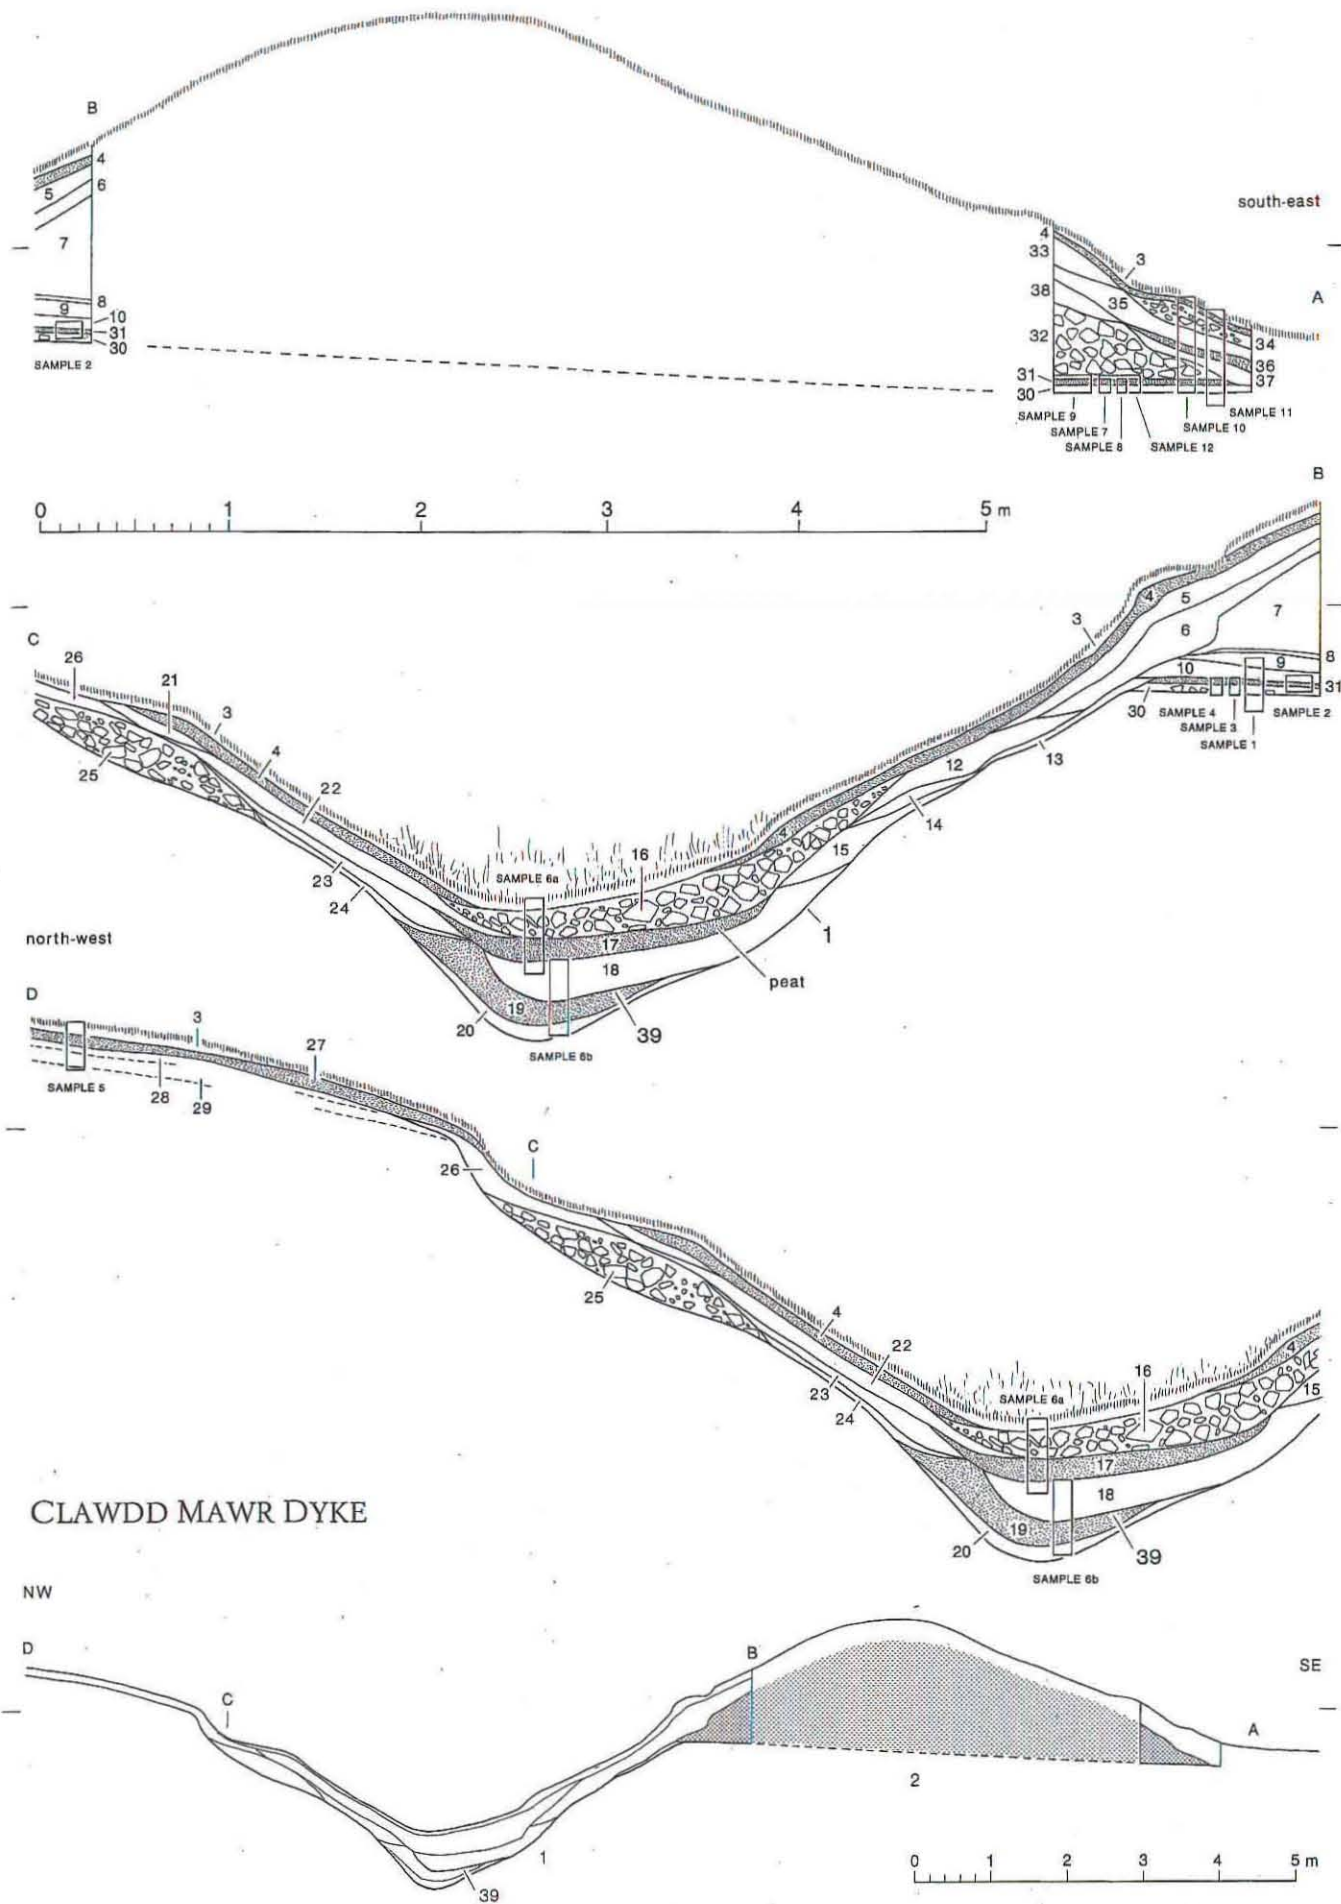 B
4
6
5
7
8
9
10
31
30
SAMPLE 2
south-east
4
33
3
38
35
A
32
34
36
37
31
30
SAMPLE 9
SAMPLE 7
SAMPLE 8
SAMPLE 12
SAMPLE 10
SAMPLE 11
B
0 1 2 3 4 5 m
C
26
21
3
4
25
22
23
24
16
SAMPLE 6a
17
18
19
20
39
SAMPLE 6b
peat
1
4
15
14
12
13
3
4
5
6
7
8
9
10
31
30
SAMPLE 4
SAMPLE 3
SAMPLE 1
SAMPLE 2
north-west
D
3
27
SAMPLE 5
28
29
C
26
25
4
22
23
24
SAMPLE 6a
16
4
15
17
18
19
20
39
SAMPLE 6b
CLAWDD MAWR DYKE
NW
D
C
B
SE
A
2
1
39
0 1 2 3 4 5 m